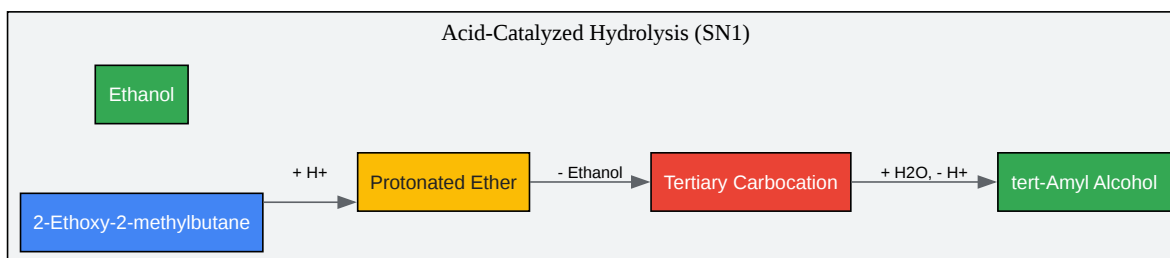 Acid-Catalyzed Hydrolysis (SN1)
Ethanol
2-Ethoxy-2-methylbutane
+ H+
Protonated Ether
- Ethanol
Tertiary Carbocation
+ H2O, - H+
tert-Amyl Alcohol